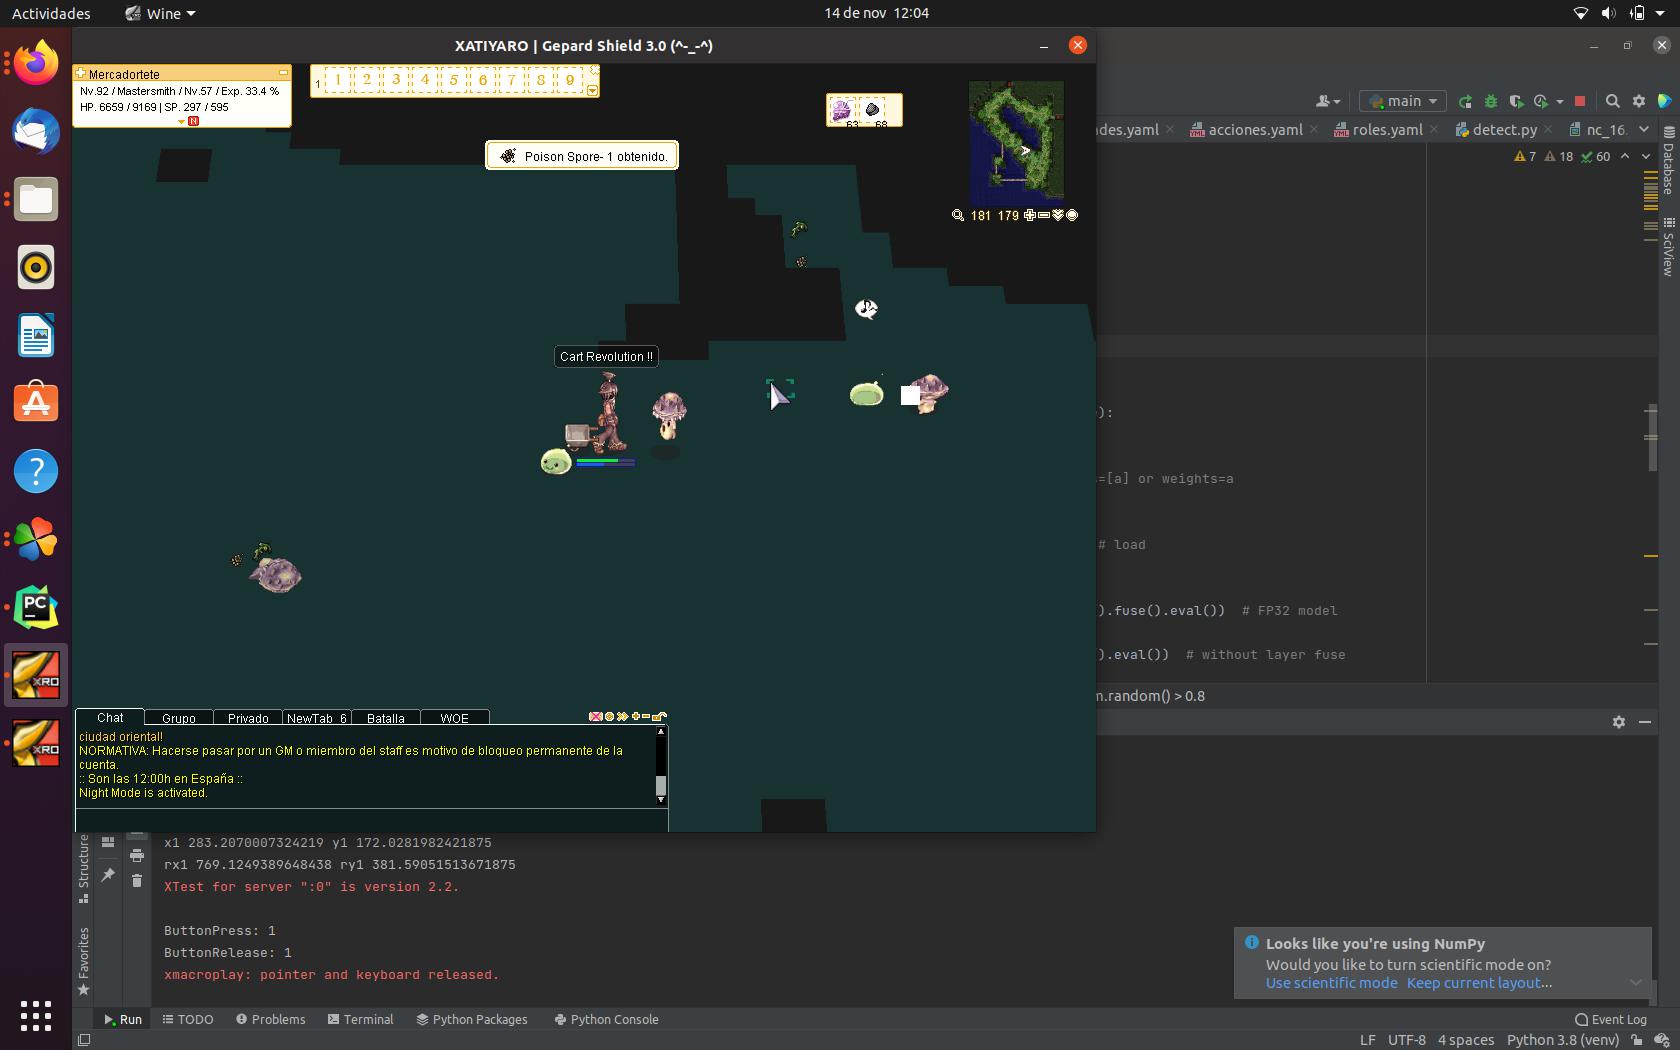 Actividades
Wine
14 de nov 12:04
XATIYARO | Gepard Shield 3.0 (^-_-^)
Mercadortete
Nv.92 / Mastersmith / Nv.57 / Exp. 33.4 %
HP. 6659 / 9169 | SP. 297 / 595
N
1
1 2 3 4 5 6 7 8 9
63 68
Poison Spore- 1 obtenido.
181 179
Cart Revolution !!
Chat
Grupo
Privado
NewTab_6
Batalla
WOE
ciudad oriental!
NORMATIVA: Hacerse pasar por un GM o miembro del staff es motivo de bloqueo permanente de la
cuenta.
:: Son las 12:00h en España ::
Night Mode is activated.
main
des.yaml
acciones.yaml
roles.yaml
detect.py
nc_16.
7 18 60
Database
SciView
):
=[a] or weights=a
# load
).fuse().eval()) # FP32 model
).eval()) # without layer fuse
m.random() > 0.8
PC
XRO
XRO
Structure
Favorites
x1 283.2070007324219 y1 172.0281982421875
rx1 769.1249389648438 ry1 381.59051513671875
XTest for server ":0" is version 2.2.
ButtonPress: 1
ButtonRelease: 1
xmacroplay: pointer and keyboard released.
Looks like you're using NumPy
Would you like to turn scientific mode on?
Use scientific mode Keep current layout...
Run
TODO
Problems
Terminal
Python Packages
Python Console
Event Log
LF UTF-8 4 spaces Python 3.8 (venv)